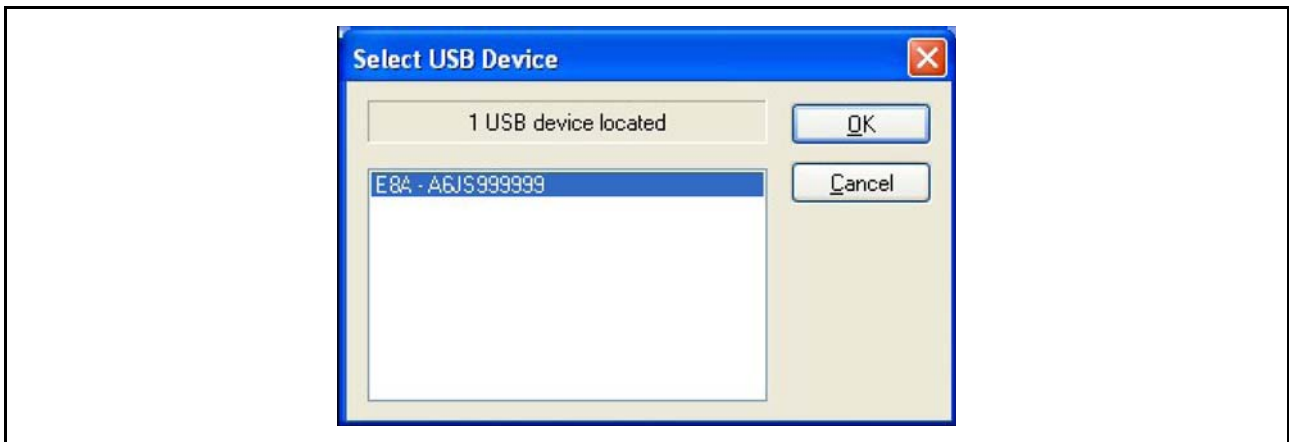 Select USB Device
1 USB device located
OK
E8A - A6JS999999
Cancel